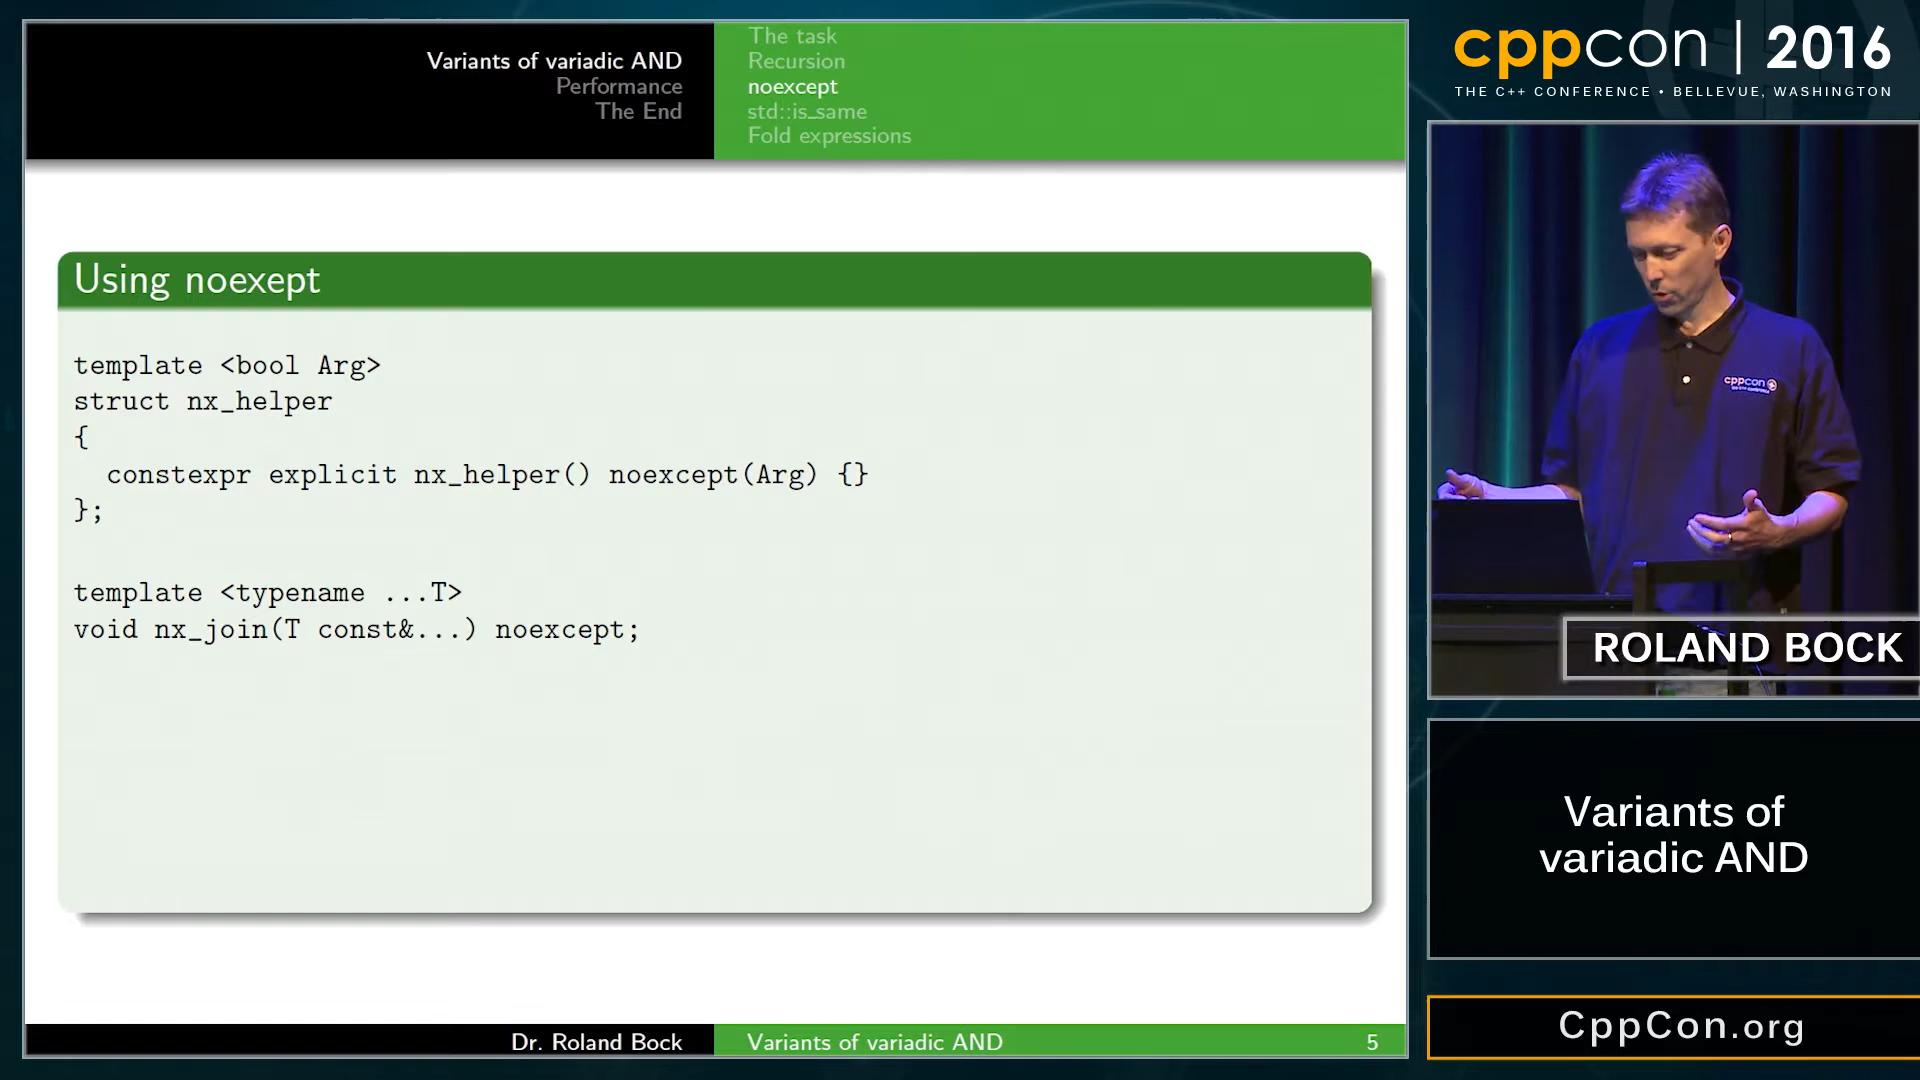 Variants of variadic AND
Performance
The End
The task
Recursion
noexcept
std::is_same
Fold expressions
Using noexept
template <bool Arg>
struct nx_helper
{
  constexpr explicit nx_helper() noexcept(Arg) {}
};
template <typename ...T>
void nx_join(T const&...) noexcept;
Dr. Roland Bock
Variants of variadic AND
5
cppcon | 2016
THE C++ CONFERENCE • BELLEVUE, WASHINGTON
cppcon
ROLAND BOCK
Variants of
variadic AND
CppCon.org